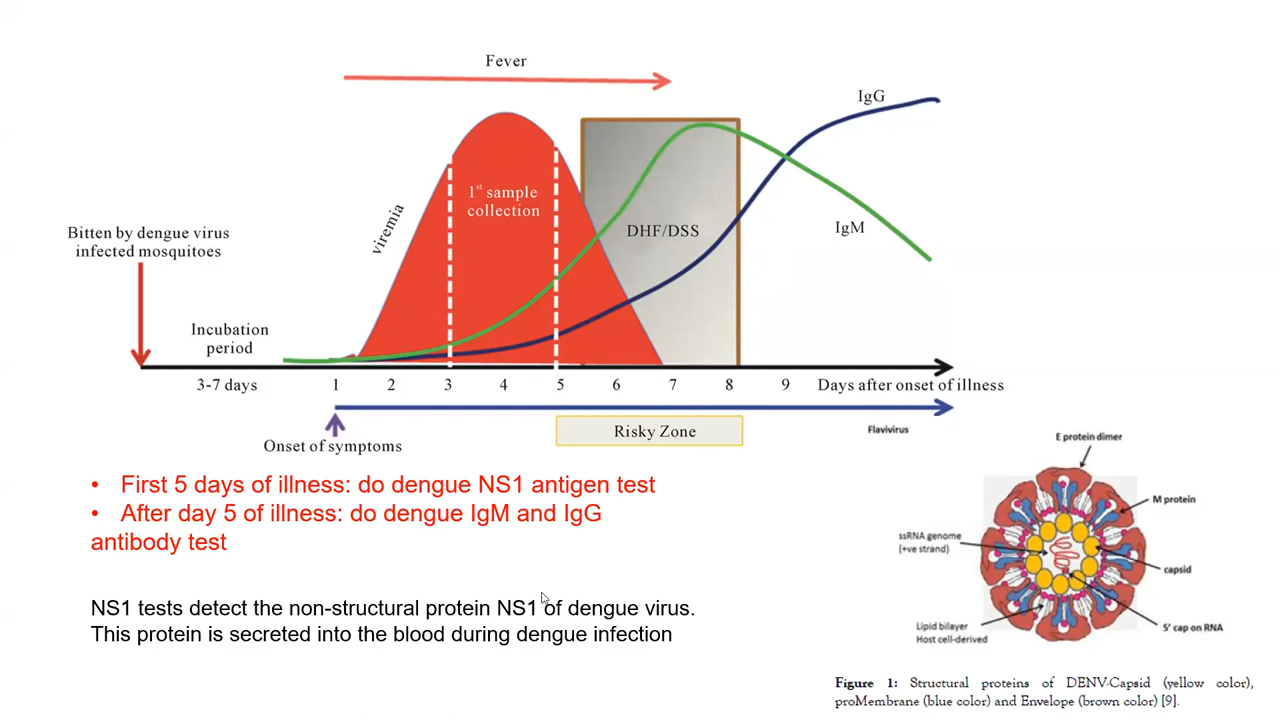 Fever
IgG
1st sample
collection
viremia
DHF/DSS
IgM
Bitten by dengue virus
infected mosquitoes
Incubation
period
3-7 days
1 2 3 4 5 6 7 8 9 Days after onset of illness
Onset of symptoms
Risky Zone
Flavivirus
E protein dimer
M protein
ssRNA genome
(+ve strand)
capsid
Lipid bilayer
Host cell-derived
5' cap on RNA
• First 5 days of illness: do dengue NS1 antigen test
• After day 5 of illness: do dengue IgM and IgG
antibody test
NS1 tests detect the non-structural protein NS1 of dengue virus.
This protein is secreted into the blood during dengue infection
Figure 1: Structural proteins of DENV-Capsid (yellow color),
proMembrane (blue color) and Envelope (brown color) [9].